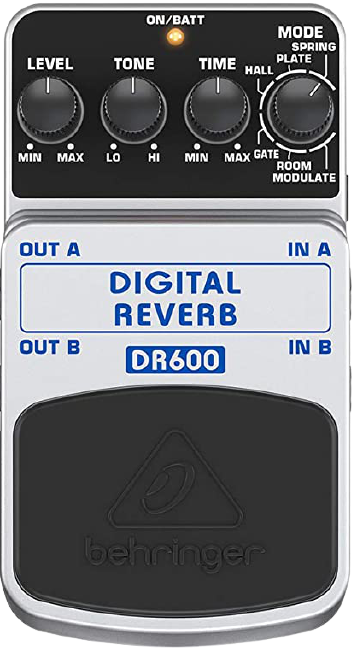 ON/BATT
LEVEL
TONE
TIME
MODE
SPRING
PLATE
HALL
GATE
ROOM
MODULATE
MIN MAX
LO HI
MIN MAX
OUT A
IN A
DIGITAL
REVERB
OUT B
IN B
DR600
behringer